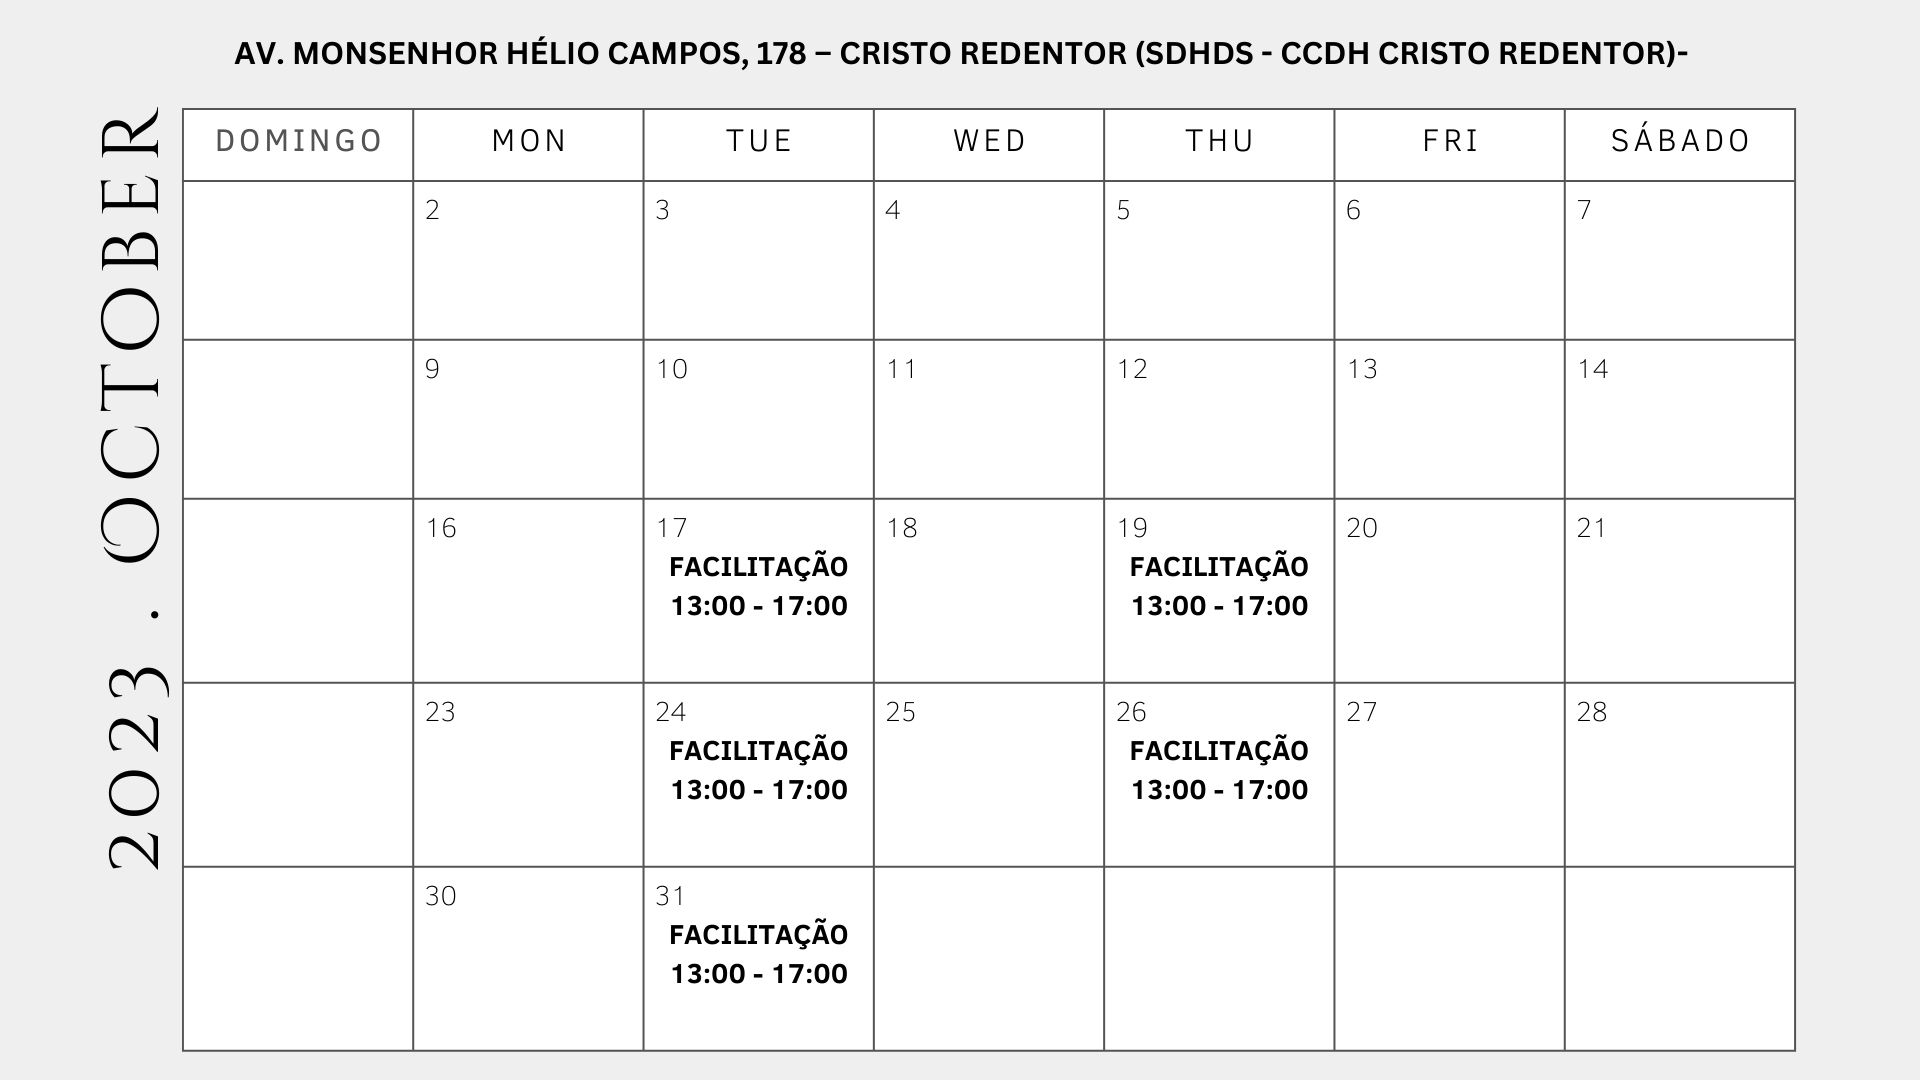 AV. MONSENHOR HÉLIO CAMPOS, 178 – CRISTO REDENTOR (SDHDS - CCDH CRISTO REDENTOR)-
2023 . OCTOBER
DOMINGO MON TUE WED THU FRI SÁBADO
2 3 4 5 6 7
9 10 11 12 13 14
16 17 18 19 20 21
FACILITAÇÃO FACILITAÇÃO
13:00 - 17:00 13:00 - 17:00
23 24 25 26 27 28
FACILITAÇÃO FACILITAÇÃO
13:00 - 17:00 13:00 - 17:00
30 31
FACILITAÇÃO
13:00 - 17:00